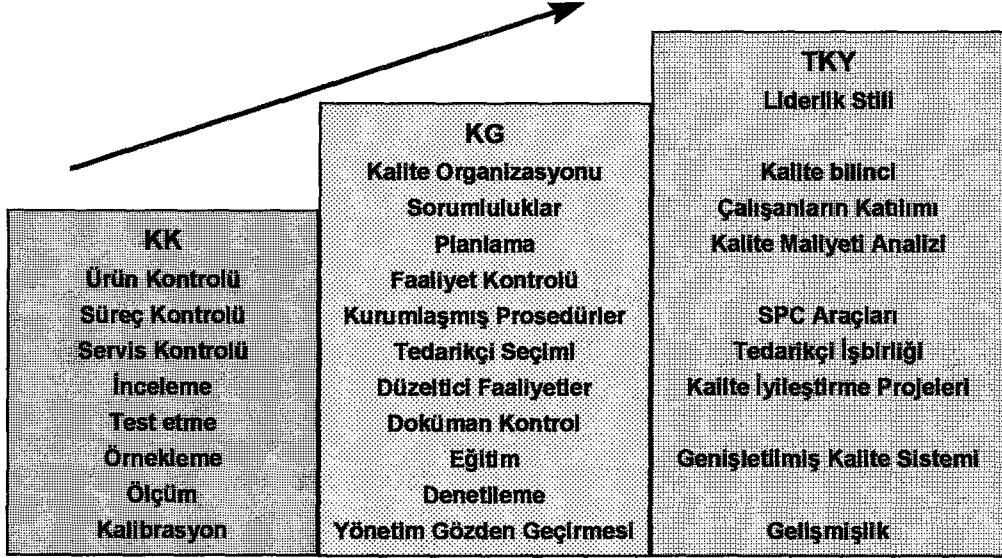 KK
Ürün Kontrolü
Süreç Kontrolü
Servis Kontrolü
İnceleme
Test etme
Örnekleme
Ölçüm
Kalibrasyon
KG
Kalite Organizasyonu
Sorumluluklar
Planlama
Faaliyet Kontrolü
Kurumlaşmış Prosedürler
Tedarikçi Seçimi
Düzeltici Faaliyetler
Doküman Kontrol
Eğitim
Denetileme
Yönetim Gözden Geçirmesi
TKY
Liderlik Stili
Kalite bilinci
Çalışanların Katılımı
Kalite Maliyeti Analizi
SPC Araçları
Tedarikçi İşbirliği
Kalite İyileştirme Projeleri
Genişletilmiş Kalite Sistemi
Gelişmişlik